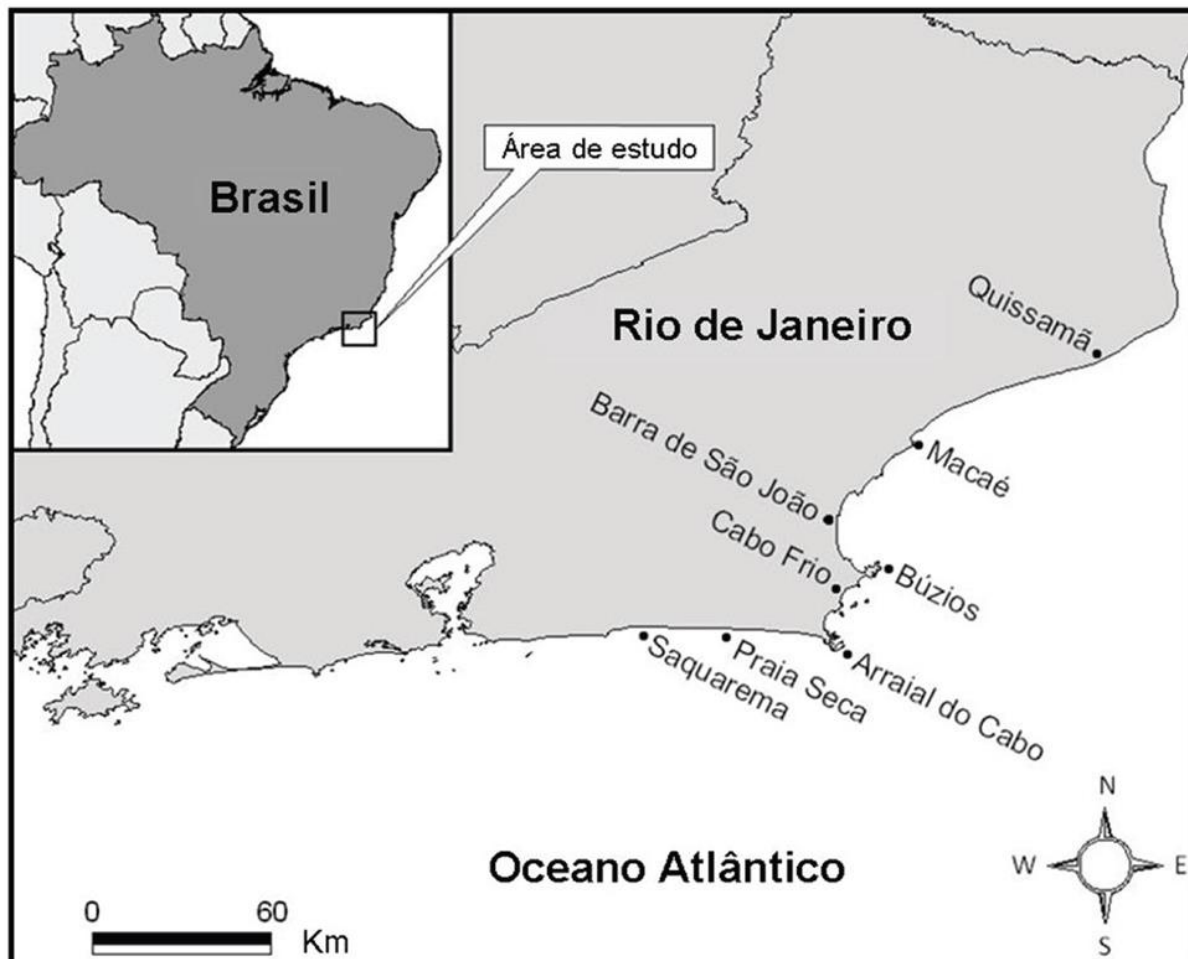 Brasil
Área de estudo
Rio de Janeiro
Quissamã
Macaé
Barra de São João
Cabo Frio
Búzios
Saquarema
Praia Seca
Arraial do Cabo
Oceano Atlântico
0 60
Km
N
W E
S